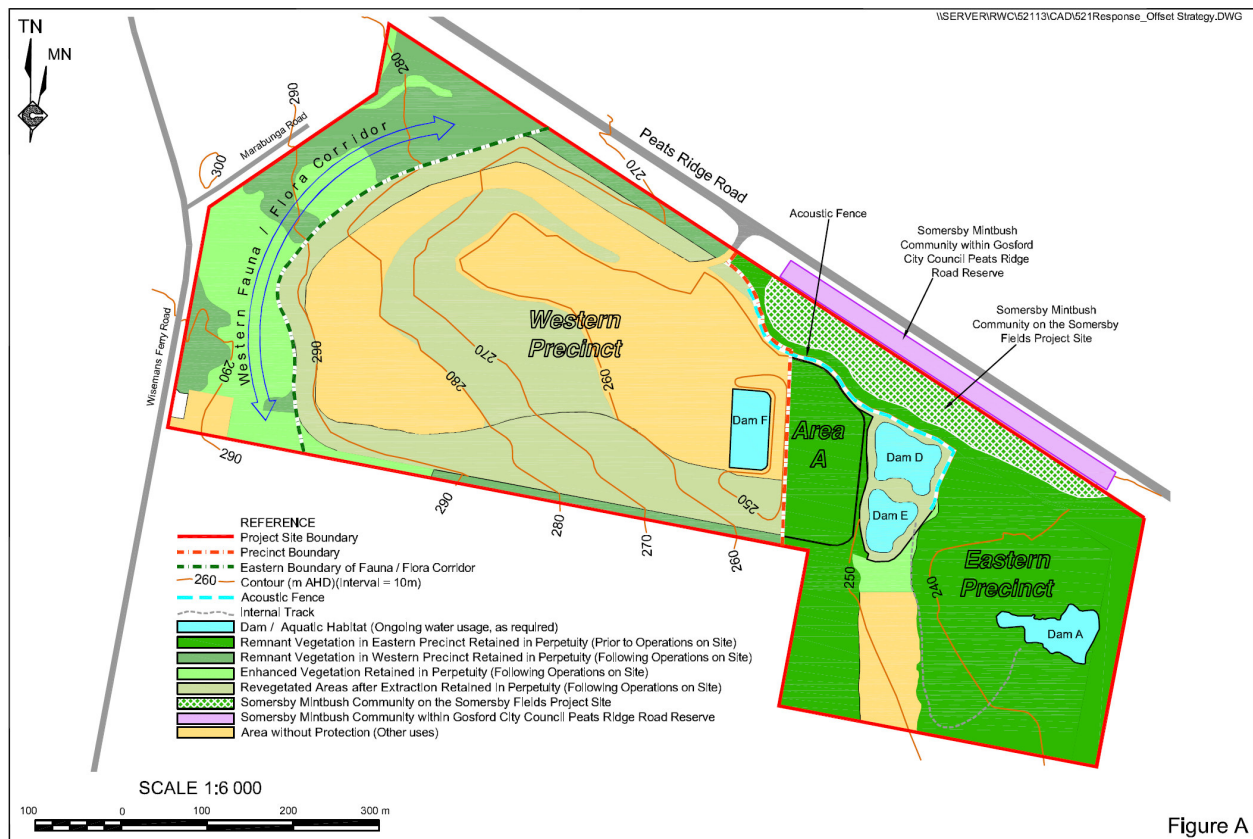 \\SERVER\RWC\52113\CAD\521Response_Offset Strategy.DWG
TN
MN
280
290
Marabunga Road
300
Western Fauna / Flora Corridor
Peats Ridge Road
270
Acoustic Fence
Somersby Mintbush
Community within Gosford
City Council Peats Ridge
Road Reserve
Somersby Mintbush
Community on the Somersby
Fields Project Site
Wisemans Ferry Road
290
290
290
Western
Precinct
270
280
260
Dam F
Area
A
Dam D
Dam E
250
290
280
270
260
250
240
Eastern
Precinct
Dam A
REFERENCE
Project Site Boundary
Precinct Boundary
Eastern Boundary of Fauna / Flora Corridor
260 Contour (m AHD)(Interval = 10m)
Acoustic Fence
Internal Track
Dam / Aquatic Habitat (Ongoing water usage, as required)
Remnant Vegetation in Eastern Precinct Retained in Perpetuity (Prior to Operations on Site)
Remnant Vegetation in Western Precinct Retained in Perpetuity (Following Operations on Site)
Enhanced Vegetation Retained in Perpetuity (Following Operations on Site)
Revegetated Areas after Extraction Retained in Perpetuity (Following Operations on Site)
Somersby Mintbush Community on the Somersby Fields Project Site
Somersby Mintbush Community within Gosford City Council Peats Ridge Road Reserve
Area without Protection (Other uses)
SCALE 1:6 000
100 0 100 200 300 m
Figure A